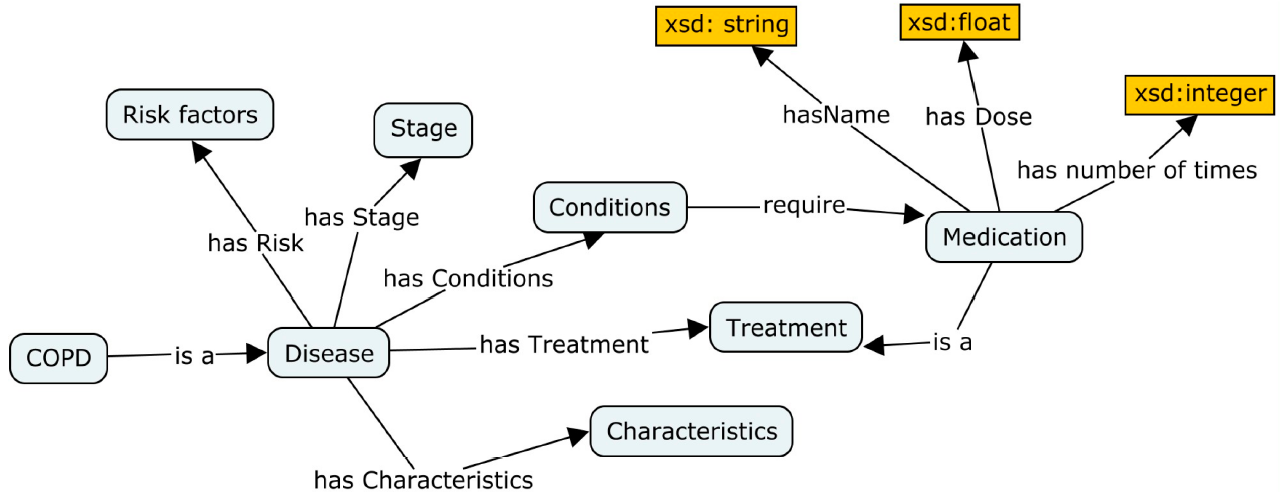 xsd: string
xsd:float
xsd:integer
Risk factors
Stage
hasName
has Dose
has number of times
has Stage
Conditions
require
Medication
has Risk
has Conditions
COPD
is a
Disease
has Treatment
Treatment
is a
Characteristics
has Characteristics